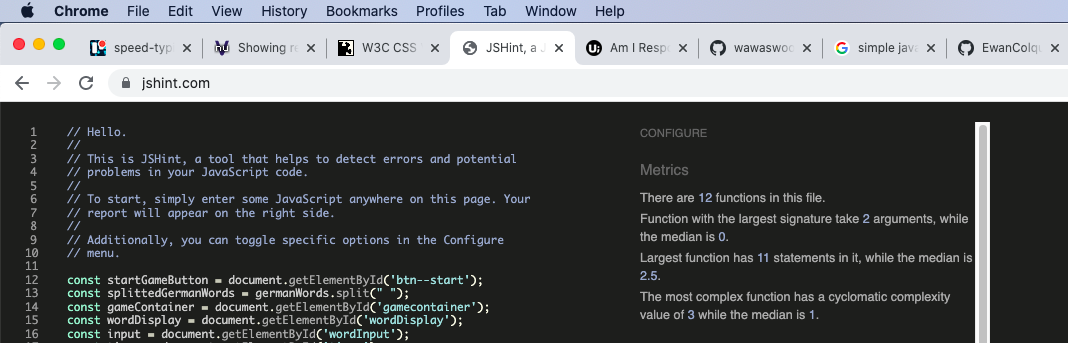 Chrome File Edit View History Bookmarks Profiles Tab Window Help
speed-typ Showing re W3C CSS JSHint, a J Am I Resp wawaswoo simple java EwanColqu
jshint.com
1 // Hello.
2 //
3 // This is JSHint, a tool that helps to detect errors and potential
4 // problems in your JavaScript code.
5 //
6 // To start, simply enter some JavaScript anywhere on this page. Your
7 // report will appear on the right side.
8 //
9 // Additionally, you can toggle specific options in the Configure
10 // menu.
11
12 const startGameButton = document.getElementById('btn--start');
13 const splittedGermanWords = germanWords.split(" ");
14 const gameContainer = document.getElementById('gamecontainer');
15 const wordDisplay = document.getElementById('wordDisplay');
16 const input = document.getElementById('wordInput');
CONFIGURE
Metrics
There are 12 functions in this file.
Function with the largest signature take 2 arguments, while
the median is 0.
Largest function has 11 statements in it, while the median is
2.5.
The most complex function has a cyclomatic complexity
value of 3 while the median is 1.